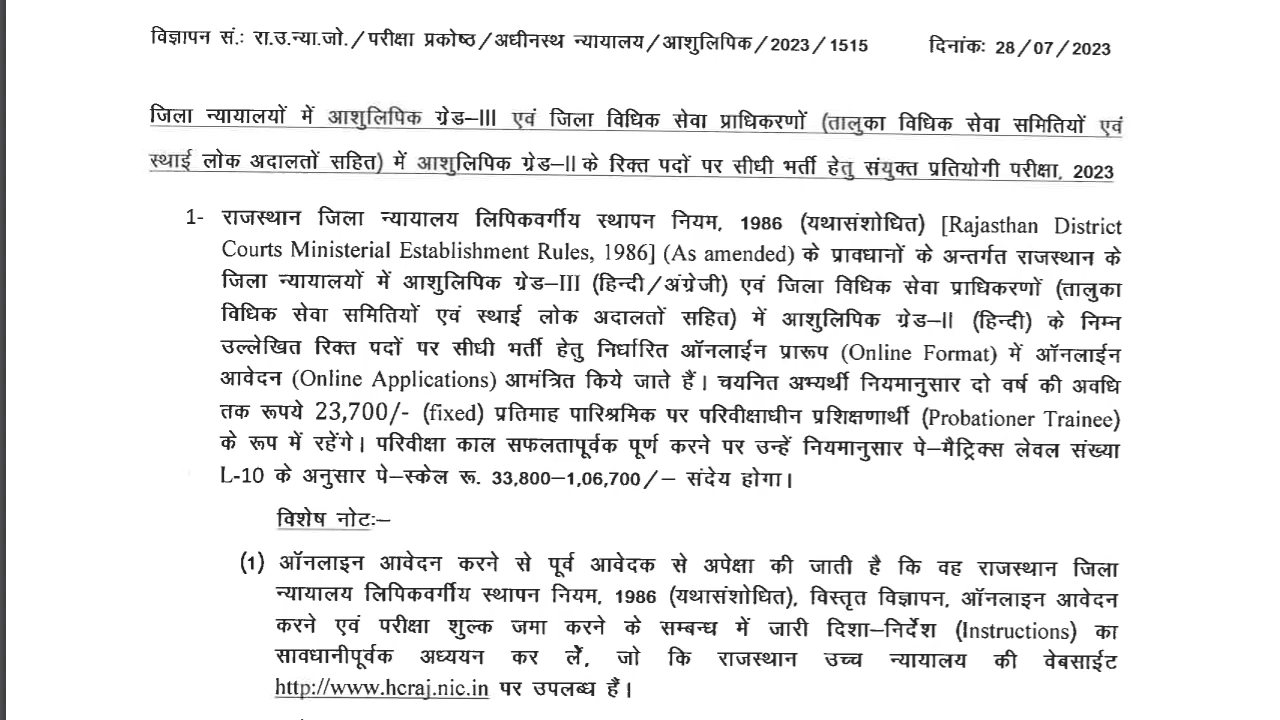 विज्ञापन सं.: रा.उ.न्या.जो./परीक्षा प्रकोष्ठ/अधीनस्थ न्यायालय/आशुलिपिक/2023/1515 दिनांकः 28/07/2023
जिला न्यायालयों में आशुलिपिक ग्रेड–III एवं जिला विधिक सेवा प्राधिकरणों (तालुका विधिक सेवा समितियों एवं
स्थाई लोक अदालतों सहित) में आशुलिपिक ग्रेड–II के रिक्त पदों पर सीधी भर्ती हेतु संयुक्त प्रतियोगी परीक्षा, 2023
1- राजस्थान जिला न्यायालय लिपिकवर्गीय स्थापन नियम, 1986 (यथासंशोधित) [Rajasthan District
Courts Ministerial Establishment Rules, 1986] (As amended) के प्रावधानों के अन्तर्गत राजस्थान के
जिला न्यायालयों में आशुलिपिक ग्रेड–III (हिन्दी/अंग्रेजी) एवं जिला विधिक सेवा प्राधिकरणों (तालुका
विधिक सेवा समितियों एवं स्थाई लोक अदालतों सहित) में आशुलिपिक ग्रेड–II (हिन्दी) के निम्न
उल्लेखित रिक्त पदों पर सीधी भर्ती हेतु निर्धारित ऑनलाईन प्रारूप (Online Format) में ऑनलाईन
आवेदन (Online Applications) आमंत्रित किये जाते हैं। चयनित अभ्यर्थी नियमानुसार दो वर्ष की अवधि
तक रूपये 23,700/- (fixed) प्रतिमाह पारिश्रमिक पर परिवीक्षाधीन प्रशिक्षणार्थी (Probationer Trainee)
के रूप में रहेंगे। परिवीक्षा काल सफलतापूर्वक पूर्ण करने पर उन्हें नियमानुसार पे–मैट्रिक्स लेवल संख्या
L-10 के अनुसार पे–स्केल रू. 33,800–1,06,700/– संदेय होगा।
विशेष नोटः–
(1) ऑनलाइन आवेदन करने से पूर्व आवेदक से अपेक्षा की जाती है कि वह राजस्थान जिला
न्यायालय लिपिकवर्गीय स्थापन नियम, 1986 (यथासंशोधित), विस्तृत विज्ञापन, ऑनलाइन आवेदन
करने एवं परीक्षा शुल्क जमा करने के सम्बन्ध में जारी दिशा–निर्देश (Instructions) का
सावधानीपूर्वक अध्ययन कर लें, जो कि राजस्थान उच्च न्यायालय की वेबसाईट
http://www.hcraj.nic.in पर उपलब्ध हैं।